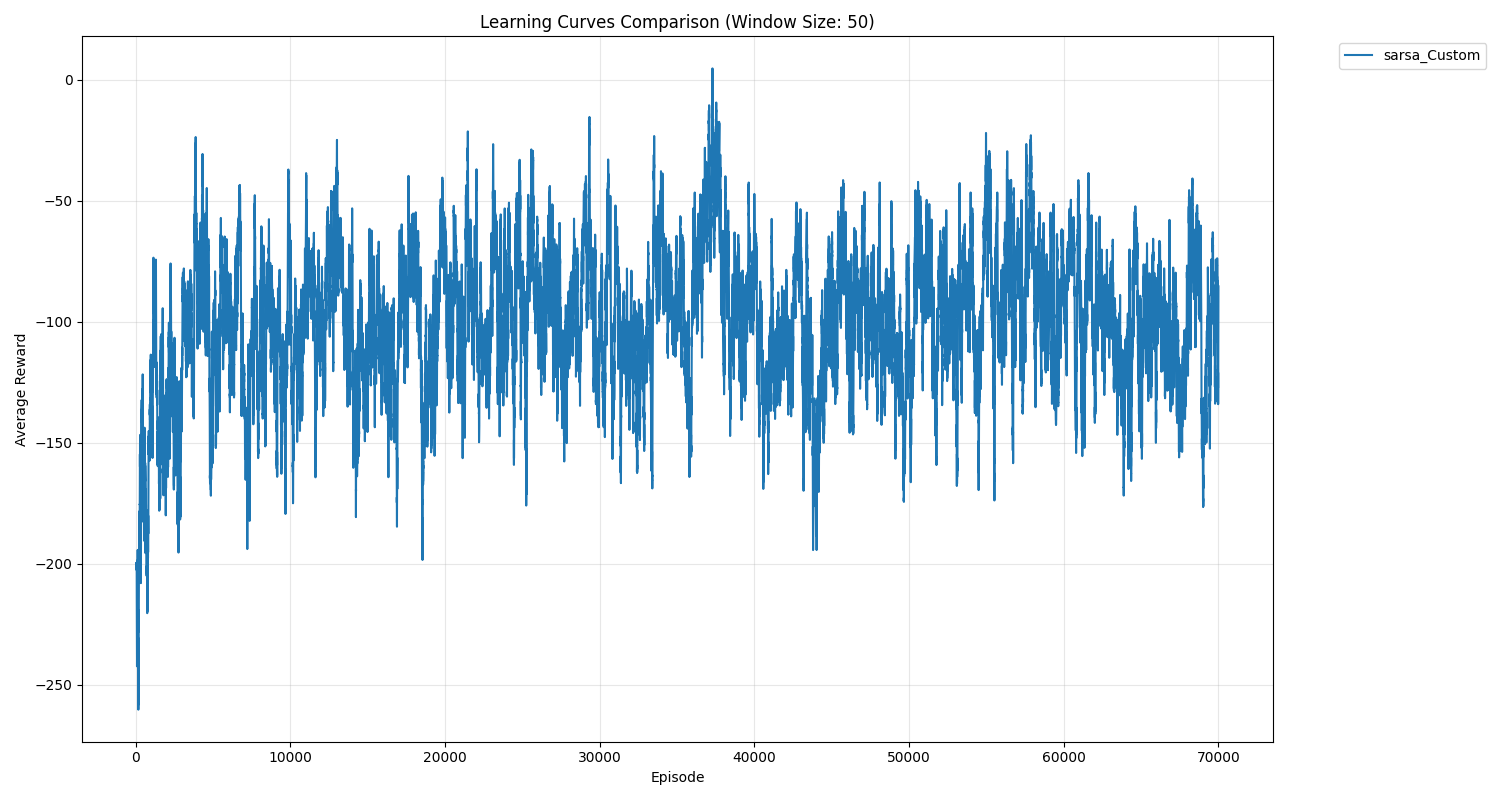 Learning Curves Comparison (Window Size: 50)
sarsa_Custom
Average Reward
0
−50
−100
−150
−200
−250
0 10000 20000 30000 40000 50000 60000 70000
Episode